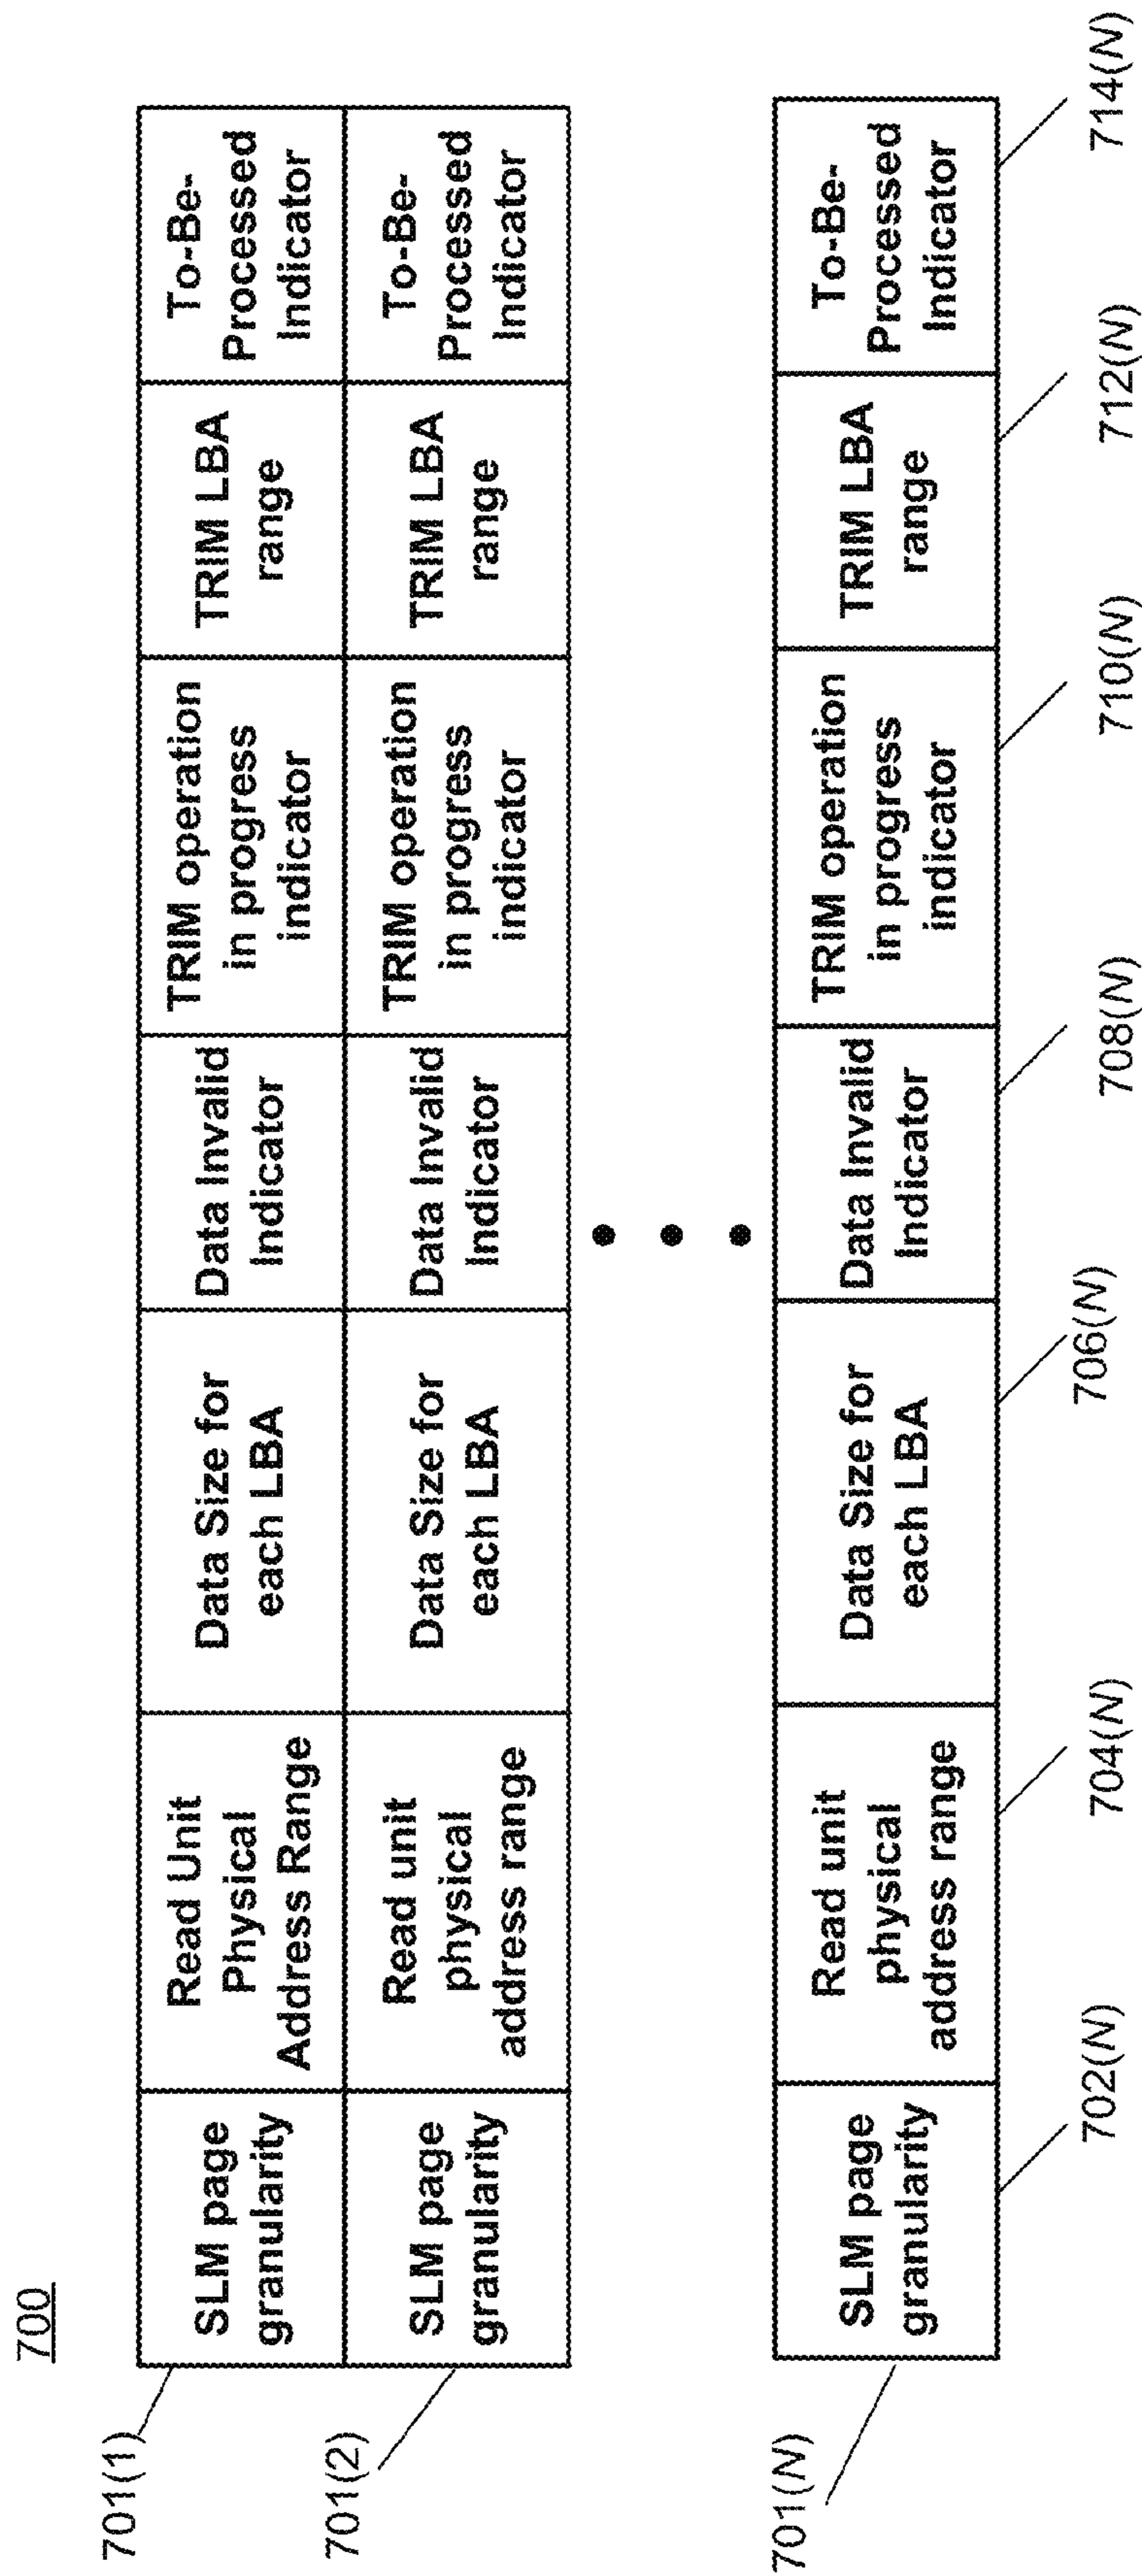 700
701(1)
SLM page
granularity
Read Unit
Physical
Address Range
Data Size for
each LBA
Data Invalid
Indicator
TRIM operation
in progress
indicator
TRIM LBA
range
To-Be-
Processed
Indicator
701(2)
SLM page
granularity
Read unit
physical
address range
Data Size for
each LBA
Data Invalid
Indicator
TRIM operation
in progress
indicator
TRIM LBA
range
To-Be-
Processed
Indicator
701(N)
SLM page
granularity
Read unit
physical
address range
Data Size for
each LBA
Data Invalid
Indicator
TRIM operation
in progress
indicator
TRIM LBA
range
To-Be-
Processed
Indicator
702(N)
704(N)
706(N)
708(N)
710(N)
712(N)
714(N)